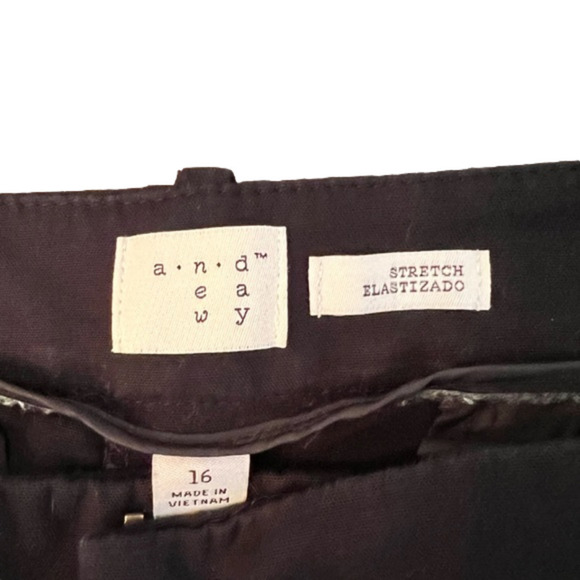 a · n · d™
e a
w y
STRETCH
ELASTIZADO
16
MADE IN
VIETNAM